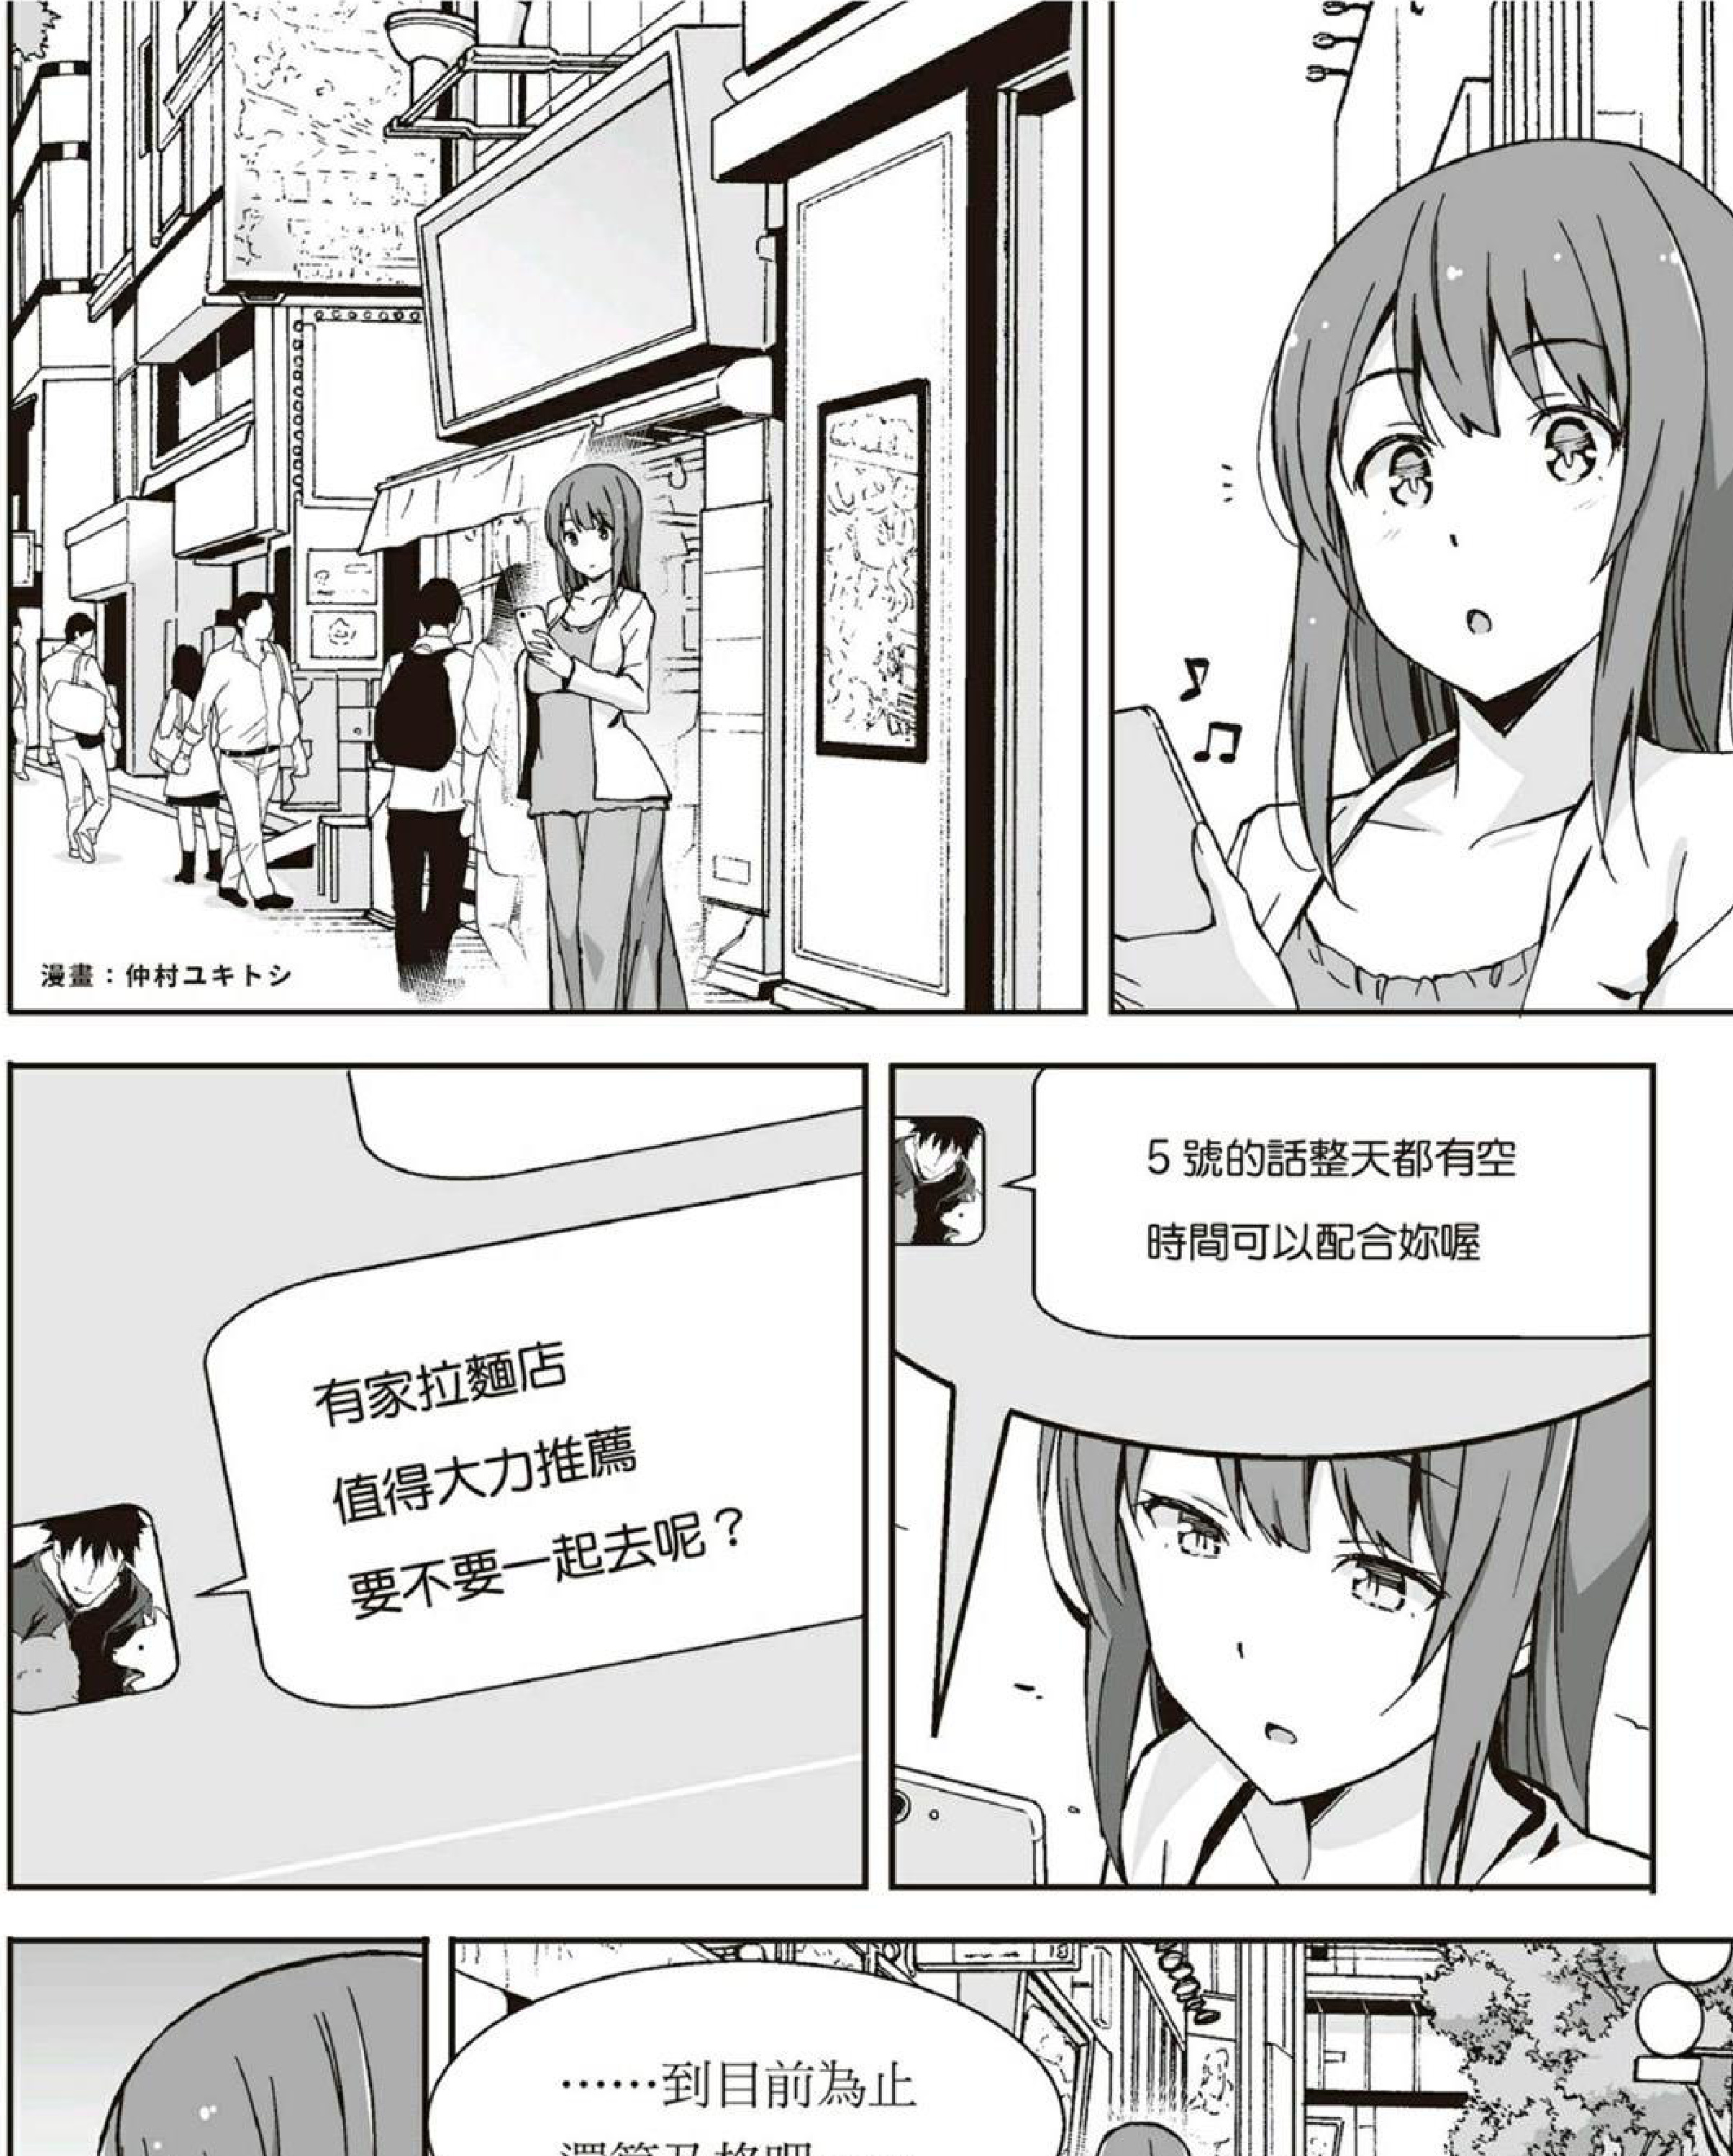 漫畫：仲村ユキトシ
5號的話整天都有空
時間可以配合妳喔
有家拉麵店
值得大力推薦
要不要一起去呢？
……到目前為止